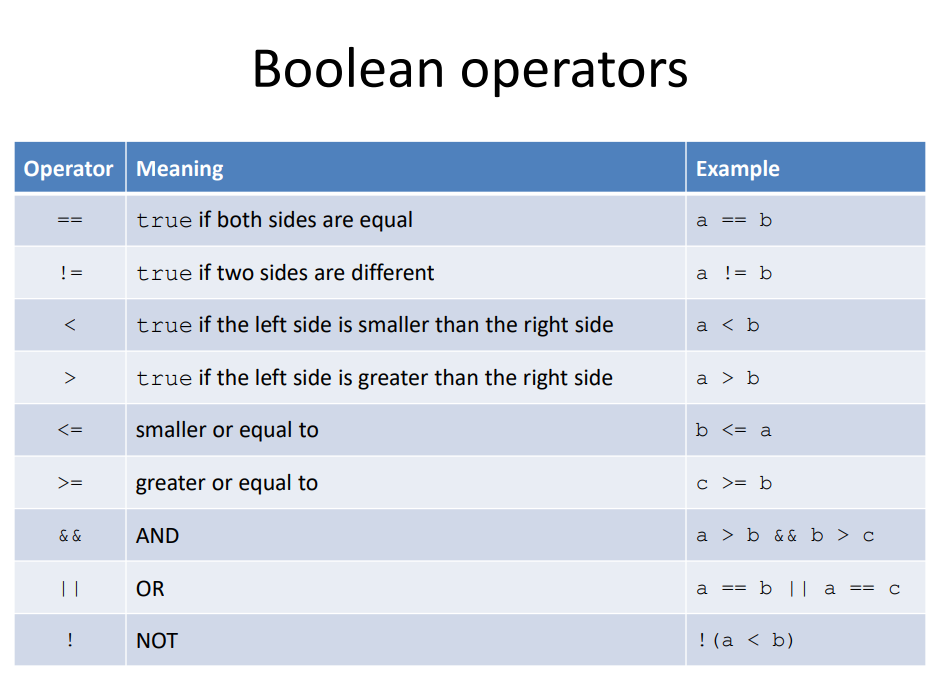 Boolean operators
Operator Meaning Example
== true if both sides are equal a == b
!= true if two sides are different a != b
< true if the left side is smaller than the right side a < b
> true if the left side is greater than the right side a > b
<= smaller or equal to b <= a
>= greater or equal to c >= b
&& AND a > b && b > c
|| OR a == b || a == c
! NOT !(a < b)